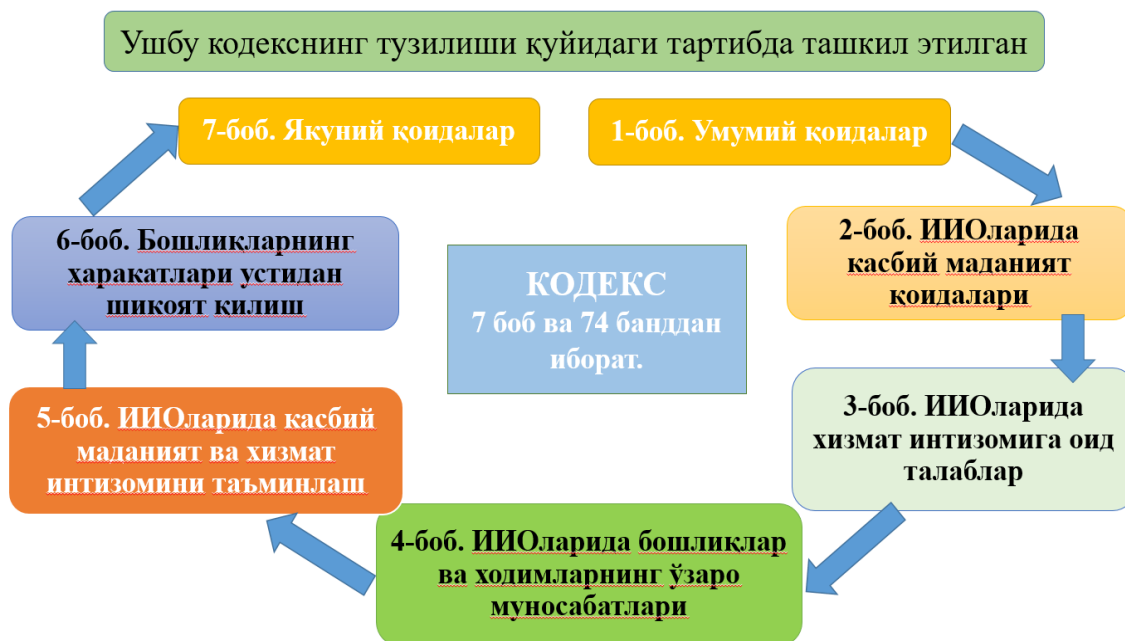 Ушбу кодекснинг тузилиши қуйидаги тартибда ташкил этилган
1-боб. Умумий қоидалар
2-боб. ИИОларида
касбий маданият
қоидалари
3-боб. ИИОларида
хизмат интизомига оид
талаблар
4-боб. ИИОларида бошлиқлар
ва ходимларнинг ўзаро
муносабатлари
5-боб. ИИОларида касбий
маданият ва хизмат
интизомини таъминлаш
6-боб. Бошлиқларнинг
ҳаракатлари устидан
шикоят қилиш
7-боб. Якуний қоидалар
КОДЕКС
7 боб ва 74 банддан
иборат.